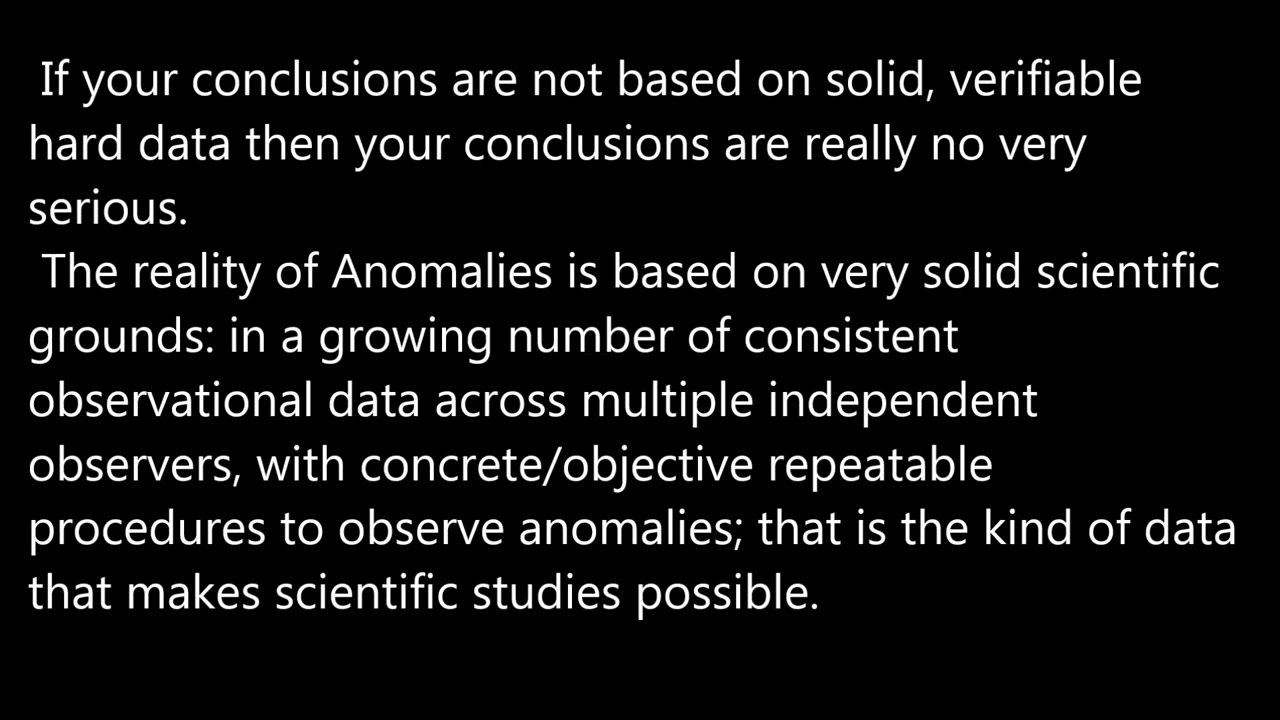 If your conclusions are not based on solid, verifiable
hard data then your conclusions are really no very
serious.
The reality of Anomalies is based on very solid scientific
grounds: in a growing number of consistent
observational data across multiple independent
observers, with concrete/objective repeatable
procedures to observe anomalies; that is the kind of data
that makes scientific studies possible.